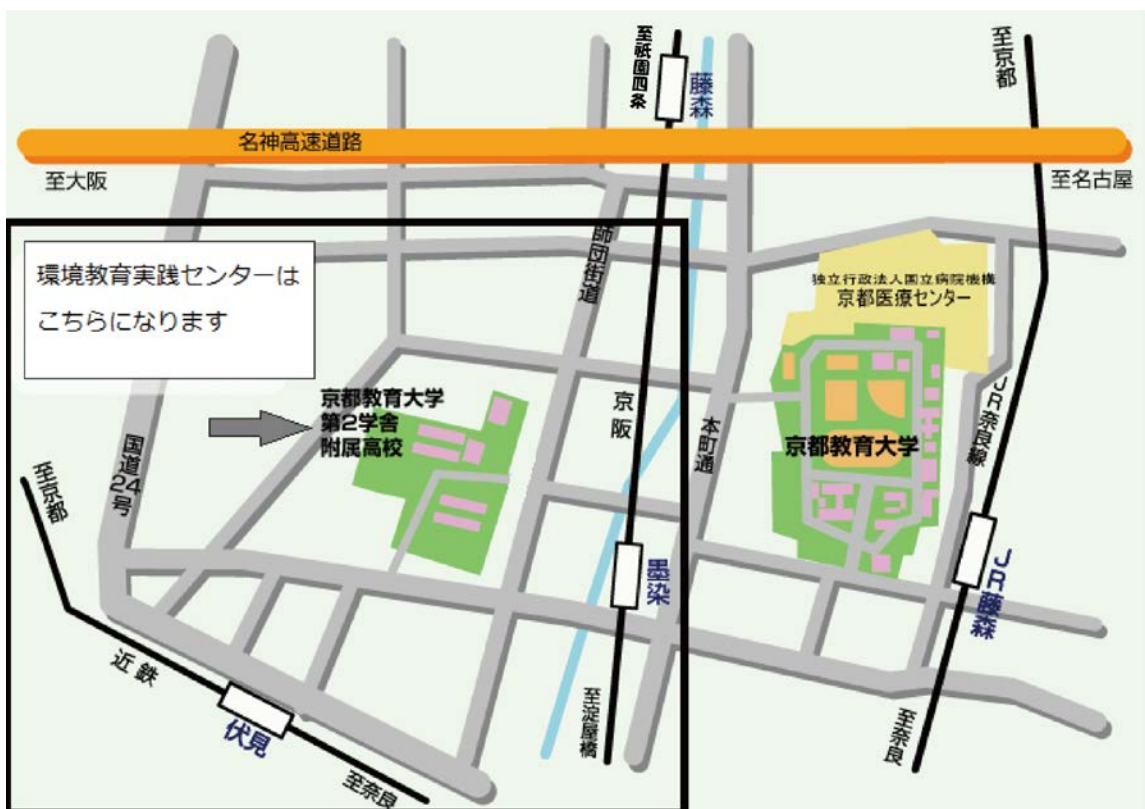 至祇園四条
藤森
至京都
名神高速道路
至大阪
至名古屋
環境教育実践センターは
こちらになります
師団街道
独立行政法人国立病院機構
京都医療センター
京都教育大学
第2学舎
附属高校
京阪
本町通
京都教育大学
JR奈良線
国道24号
至京都
墨染
JR藤森
近鉄
伏見
至奈良
至淀屋橋
至奈良